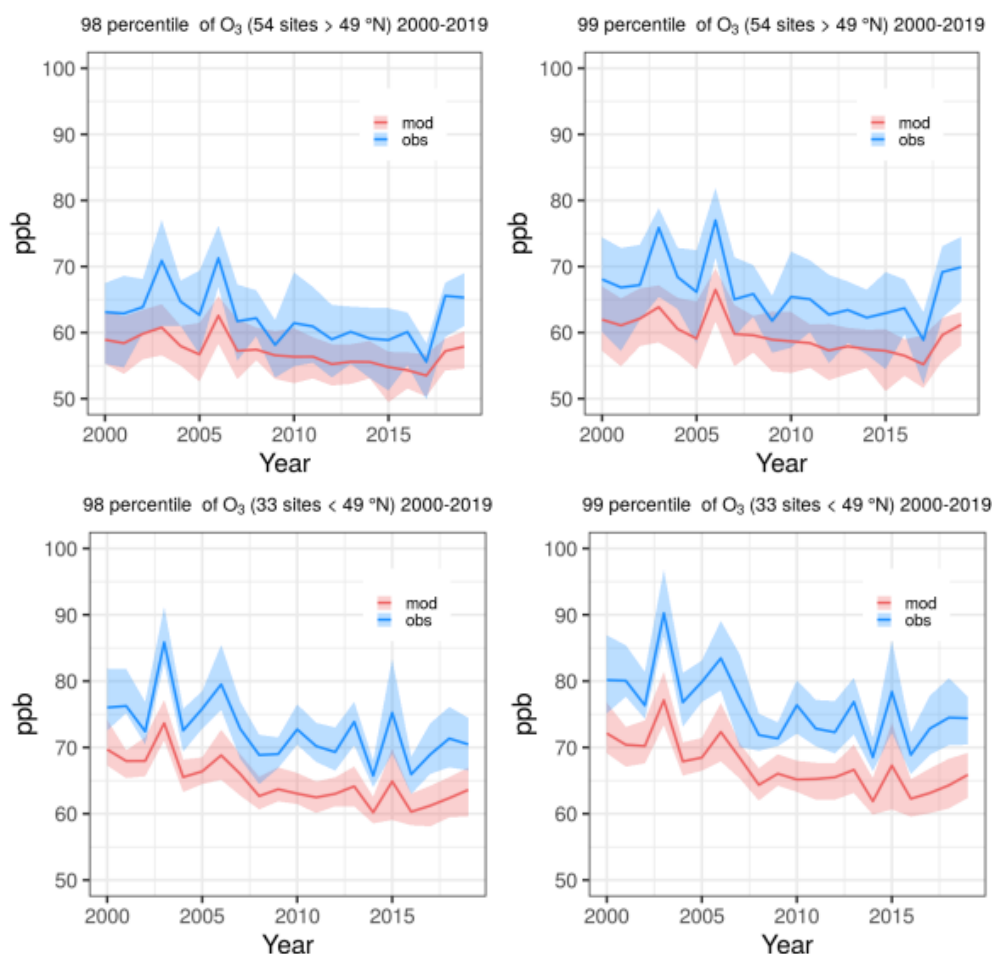 98 percentile of O₃ (54 sites > 49 °N) 2000-2019
100
90
80
70
60
50
ppb
mod
obs
2000 2005 2010 2015
Year
99 percentile of O₃ (54 sites > 49 °N) 2000-2019
100
90
80
70
60
50
ppb
mod
obs
2000 2005 2010 2015
Year
98 percentile of O₃ (33 sites < 49 °N) 2000-2019
100
90
80
70
60
50
ppb
mod
obs
2000 2005 2010 2015
Year
99 percentile of O₃ (33 sites < 49 °N) 2000-2019
100
90
80
70
60
50
ppb
mod
obs
2000 2005 2010 2015
Year